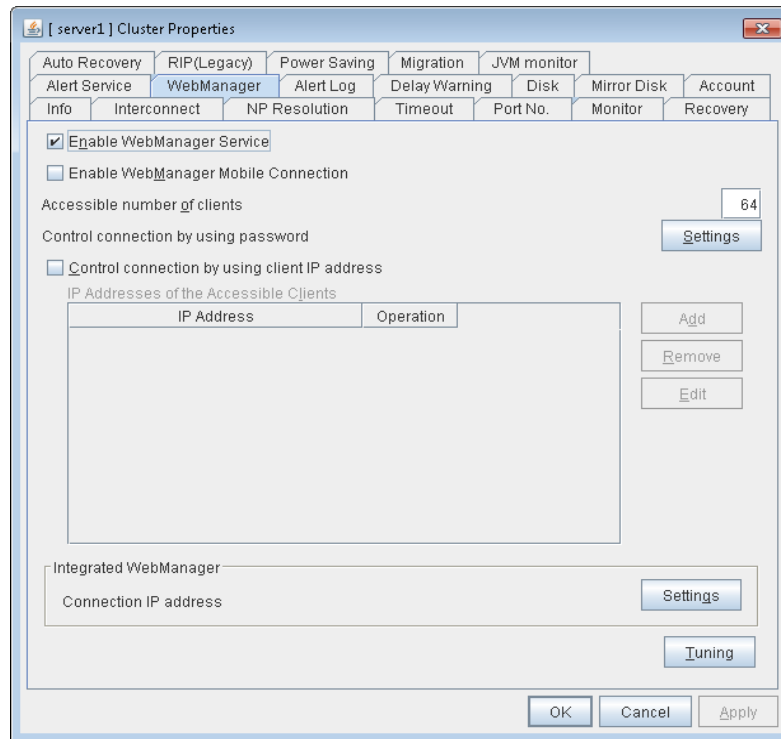 [ server1 ] Cluster Properties
Auto Recovery RIP(Legacy) Power Saving Migration JVM monitor
Alert Service WebManager Alert Log Delay Warning Disk Mirror Disk Account
Info Interconnect NP Resolution Timeout Port No. Monitor Recovery
Enable WebManager Service
Enable WebManager Mobile Connection
Accessible number of clients 64
Control connection by using password Settings
Control connection by using client IP address
IP Addresses of the Accessible Clients
IP Address Operation
Add
Remove
Edit
Integrated WebManager
Connection IP address Settings
Tuning
OK Cancel Apply